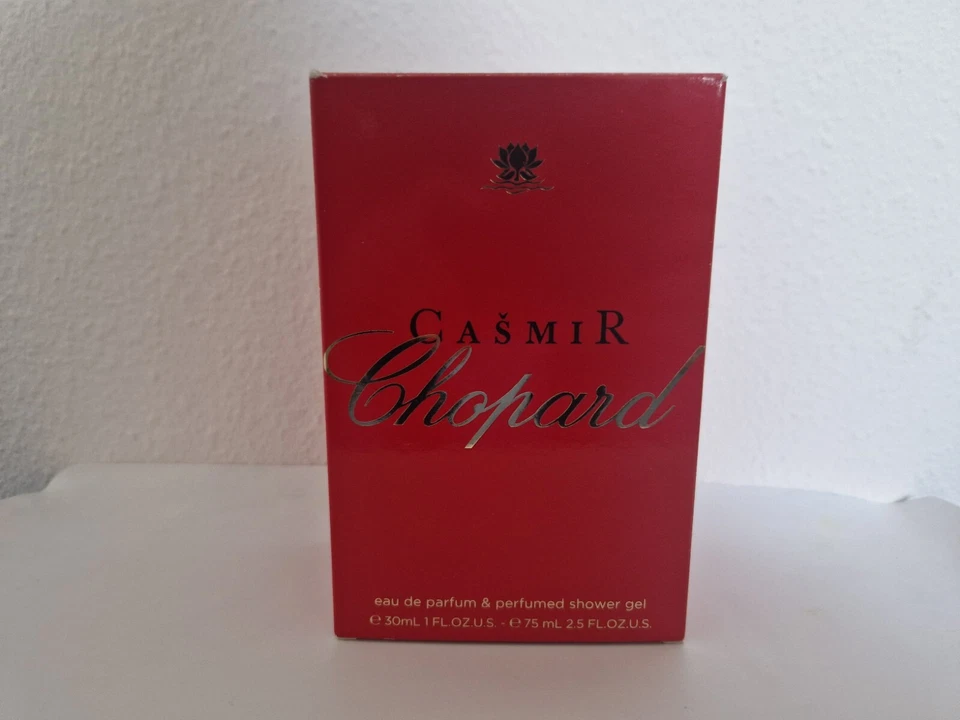 CAŠMIR
Chopard
eau de parfum & perfumed shower gel
℮ 30mL 1 FL.OZ.U.S. - ℮ 75 mL 2.5 FL.OZ.U.S.